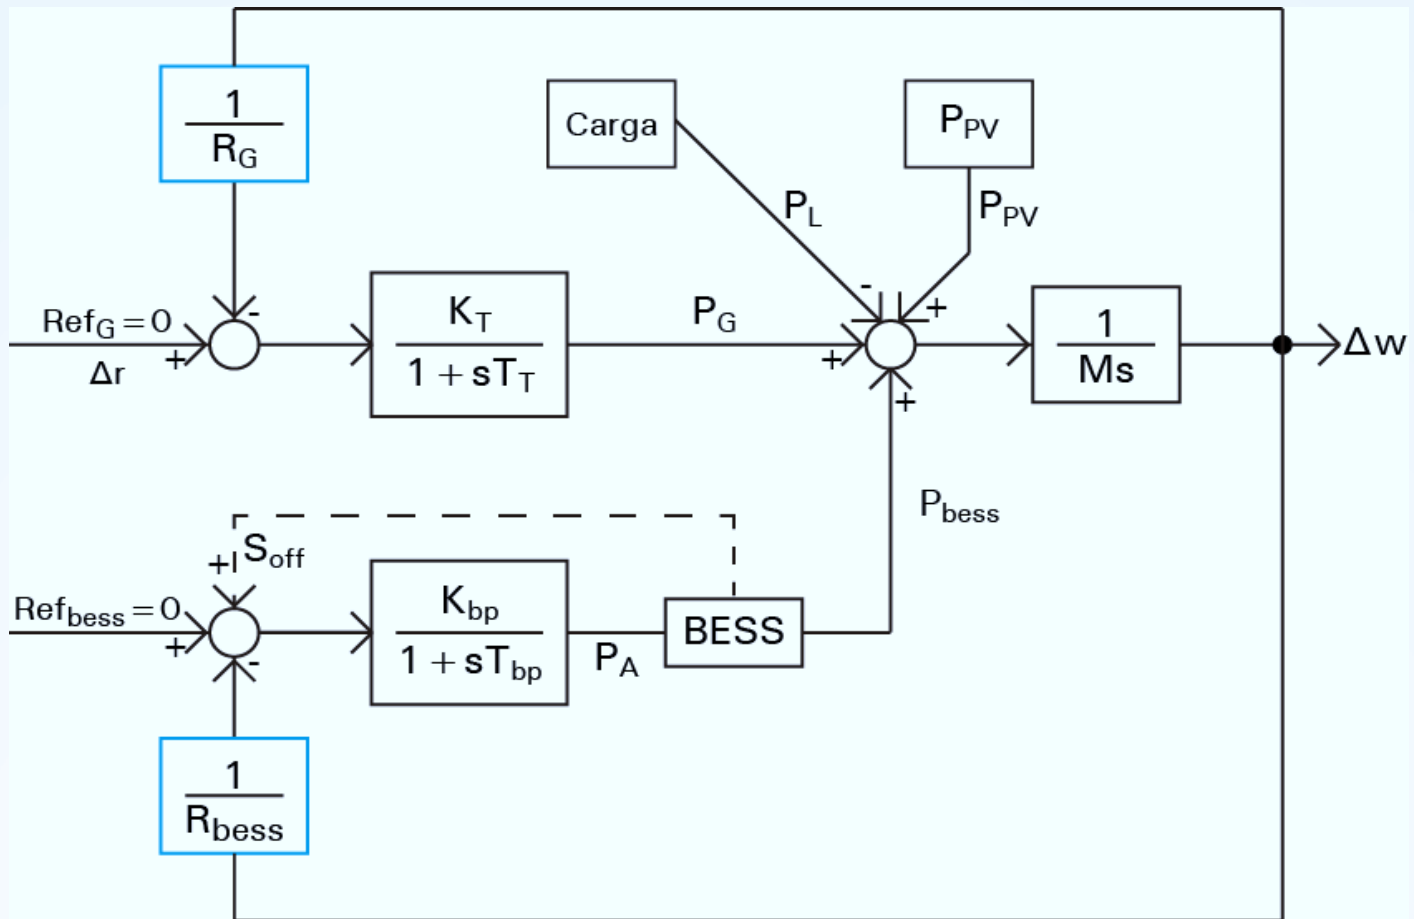 1
R_G
Carga
P_PV
P_L
P_PV
-
Ref_G = 0
+
Δr
K_T
1 + sT_T
P_G
-
+
+
+
1
Ms
Δw
P_bess
S_off
+
Ref_bess = 0
+
-
K_bp
1 + sT_bp
P_A
BESS
1
R_bess